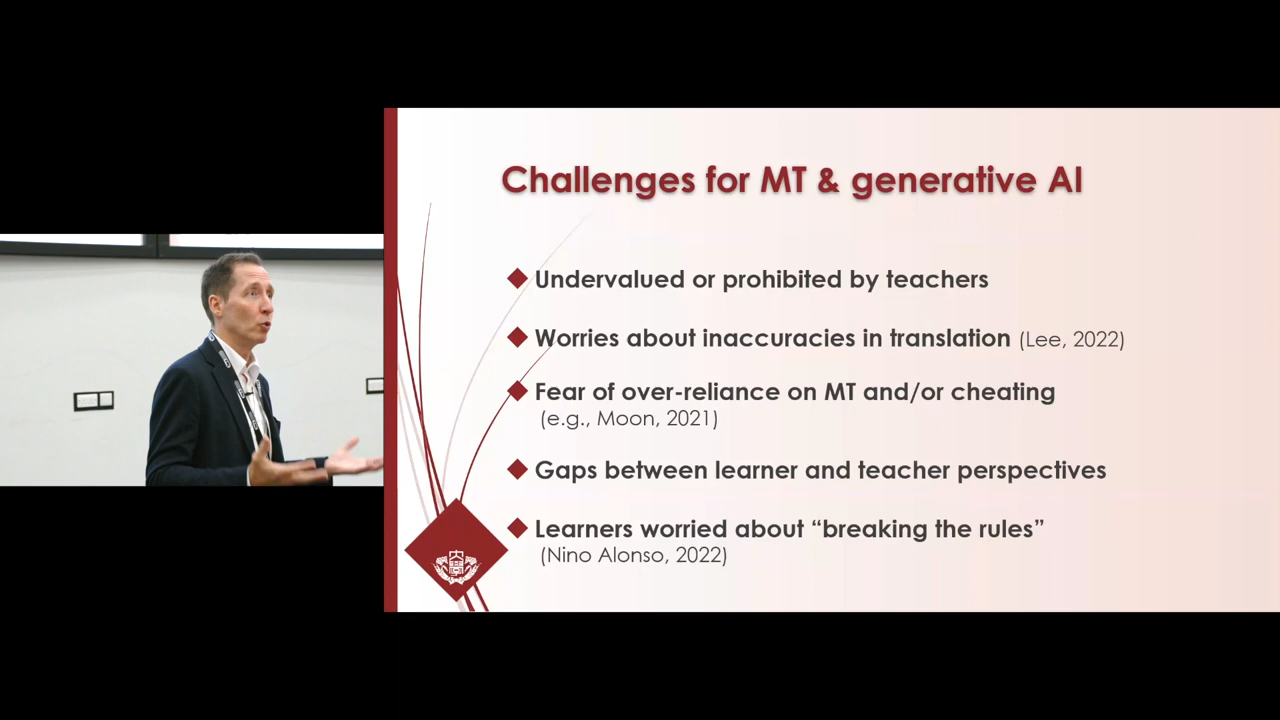 Challenges for MT & generative AI
Undervalued or prohibited by teachers
Worries about inaccuracies in translation (Lee, 2022)
Fear of over-reliance on MT and/or cheating
(e.g., Moon, 2021)
Gaps between learner and teacher perspectives
Learners worried about “breaking the rules”
(Nino Alonso, 2022)